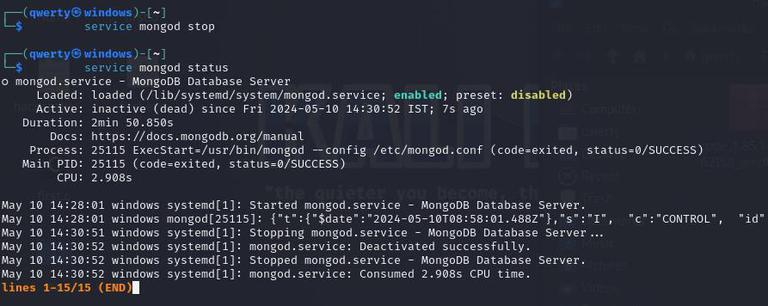 ┌──(qwerty㉿windows)-[~]
└─$ service mongod stop
┌──(qwerty㉿windows)-[~]
└─$ service mongod status
○ mongod.service - MongoDB Database Server
Loaded: loaded (/lib/systemd/system/mongod.service; enabled; preset: disabled)
Active: inactive (dead) since Fri 2024-05-10 14:30:52 IST; 7s ago
Duration: 2min 50.850s
Docs: https://docs.mongodb.org/manual
Process: 25115 ExecStart=/usr/bin/mongod --config /etc/mongod.conf (code=exited, status=0/SUCCESS)
Main PID: 25115 (code=exited, status=0/SUCCESS)
CPU: 2.908s
May 10 14:28:01 windows systemd[1]: Started mongod.service - MongoDB Database Server.
May 10 14:28:01 windows mongod[25115]: {"t":{"$date":"2024-05-10T08:58:01.488Z"},"s":"I", "c":"CONTROL", "id"
May 10 14:30:51 windows systemd[1]: Stopping mongod.service - MongoDB Database Server...
May 10 14:30:52 windows systemd[1]: mongod.service: Deactivated successfully.
May 10 14:30:52 windows systemd[1]: Stopped mongod.service - MongoDB Database Server.
May 10 14:30:52 windows systemd[1]: mongod.service: Consumed 2.908s CPU time.
lines 1-15/15 (END)